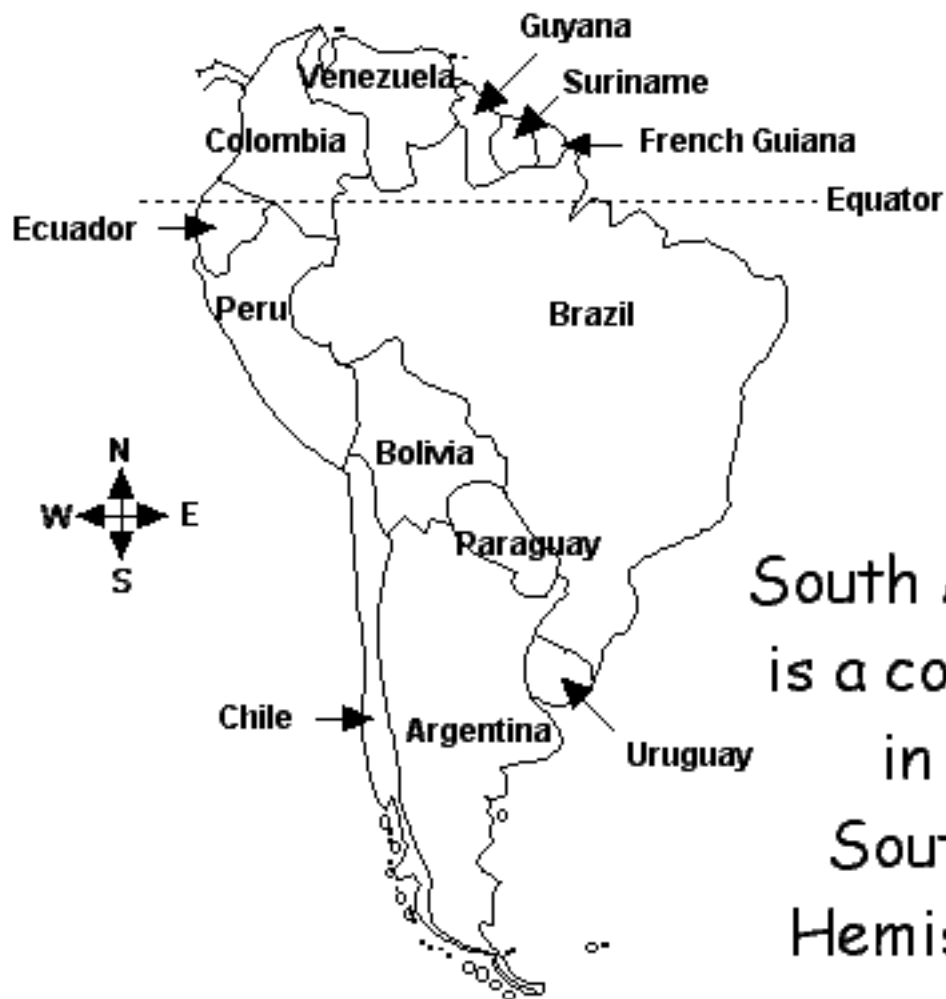 Guyana
Venezuela
Suriname
Colombia
French Guiana
Equator
Ecuador
Peru
Brazil
N
Bolivia
W E
Paraguay
S
South
is a co
Chile
Argentina
Uruguay
in
Sout
Hemis